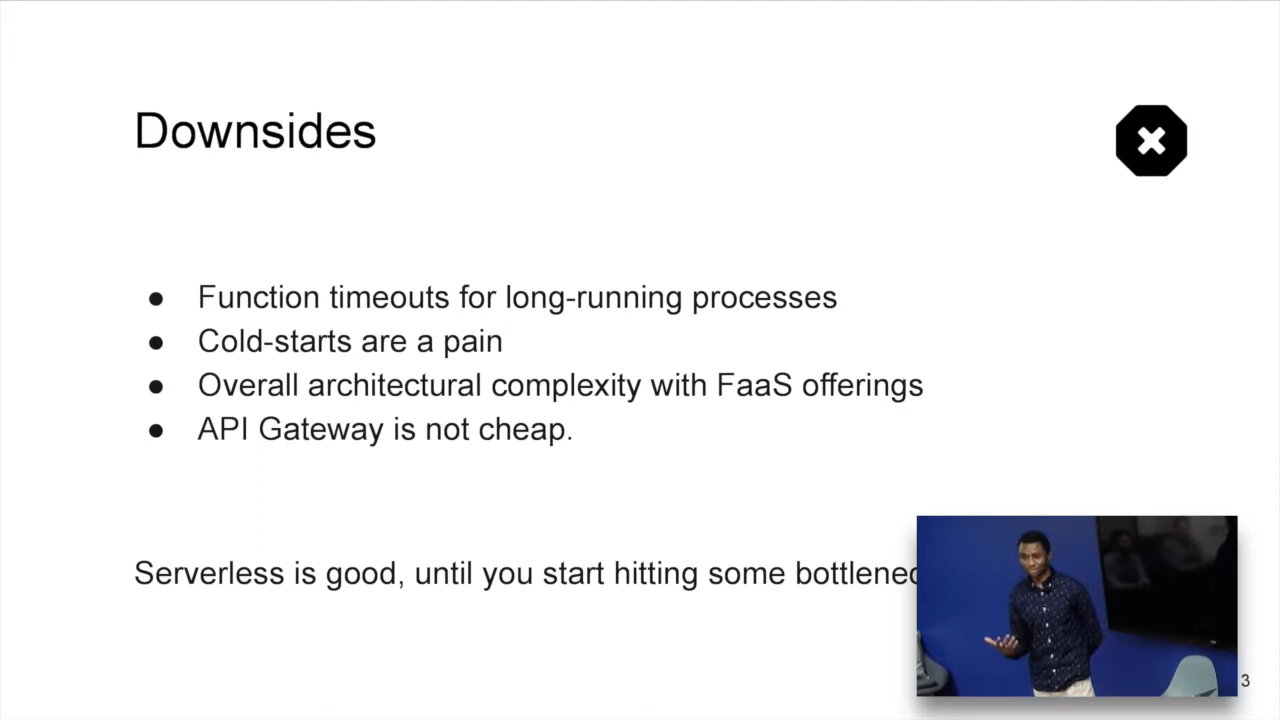 Downsides
● Function timeouts for long-running processes
● Cold-starts are a pain
● Overall architectural complexity with FaaS offerings
● API Gateway is not cheap.
Serverless is good, until you start hitting some
3